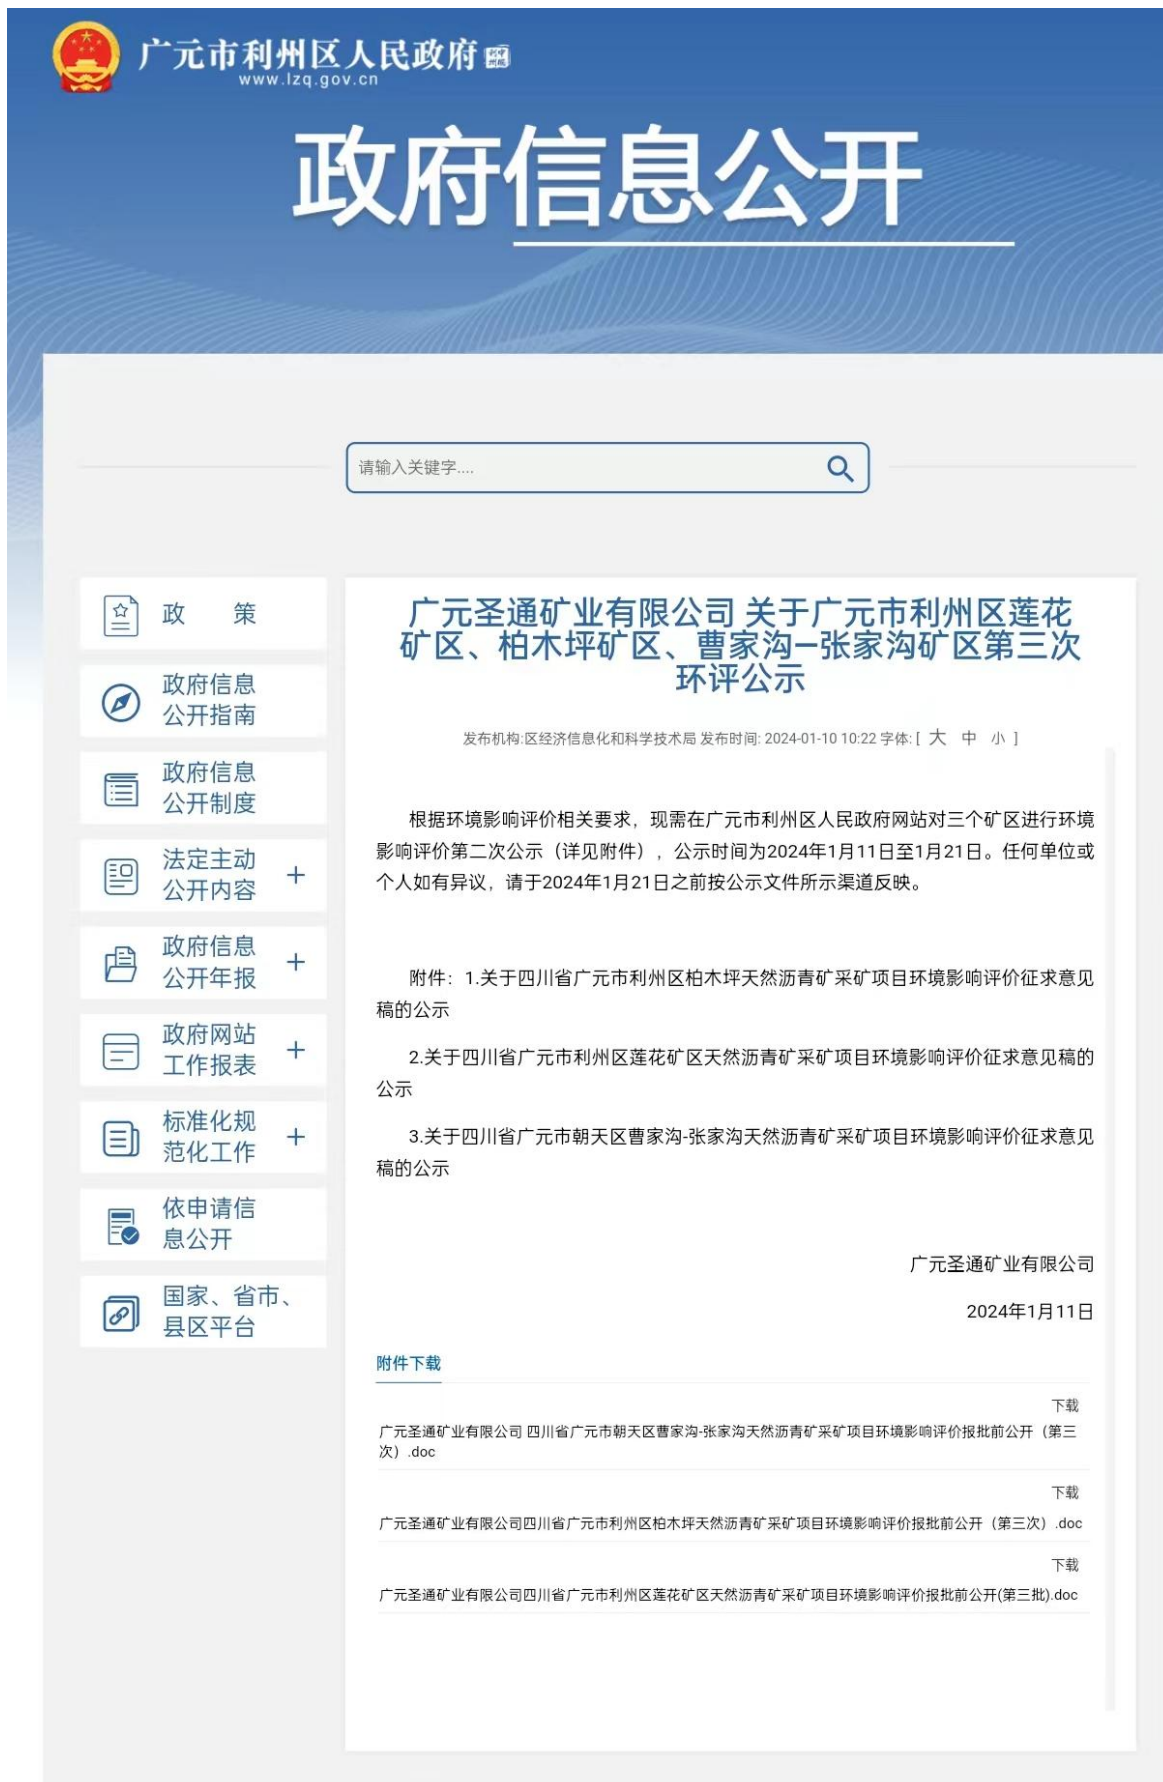 广元市利州区人民政府
www.lzq.gov.cn
政府信息公开
请输入关键字....
政 策
政府信息
公开指南
政府信息
公开制度
法定主动
公开内容 +
政府信息
公开年报 +
政府网站
工作报表 +
标准化规
范化工作 +
依申请信
息公开
国家、省市、
县区平台
广元圣通矿业有限公司 关于广元市利州区莲花
矿区、柏木坪矿区、曹家沟—张家沟矿区第三次
环评公示
发布机构:区经济信息化和科学技术局 发布时间: 2024-01-10 10:22 字体: [ 大 中 小 ]
根据环境影响评价相关要求，现需在广元市利州区人民政府网站对三个矿区进行环境
影响评价第二次公示（详见附件），公示时间为2024年1月11日至1月21日。任何单位或
个人如有异议，请于2024年1月21日之前按公示文件所示渠道反映。
附件：1.关于四川省广元市利州区柏木坪天然沥青矿采矿项目环境影响评价征求意见
稿的公示
2.关于四川省广元市利州区莲花矿区天然沥青矿采矿项目环境影响评价征求意见稿的
公示
3.关于四川省广元市朝天区曹家沟-张家沟天然沥青矿采矿项目环境影响评价征求意见
稿的公示
广元圣通矿业有限公司
2024年1月11日
附件下载
下载
广元圣通矿业有限公司 四川省广元市朝天区曹家沟-张家沟天然沥青矿采矿项目环境影响评价报批前公开（第三
次）.doc
下载
广元圣通矿业有限公司四川省广元市利州区柏木坪天然沥青矿采矿项目环境影响评价报批前公开（第三次）.doc
下载
广元圣通矿业有限公司四川省广元市利州区莲花矿区天然沥青矿采矿项目环境影响评价报批前公开(第三批).doc